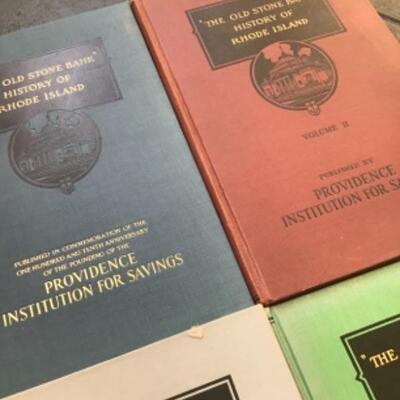 OLD STONE BANK"
HISTORY OF
RHODE ISLAND
PUBLISHED IN COMMEMORATION OF THE
ONE HUNDRED AND TENTH ANNIVERSARY
OF THE FOUNDING OF THE
PROVIDENCE
INSTITUTION FOR SAVINGS
"THE OLD STONE BAN
HISTORY OF
RHODE ISLAND
VOLUME II
PUBLISHED BY
PROVIDENCE
INSTITUTION FOR SA
"THE